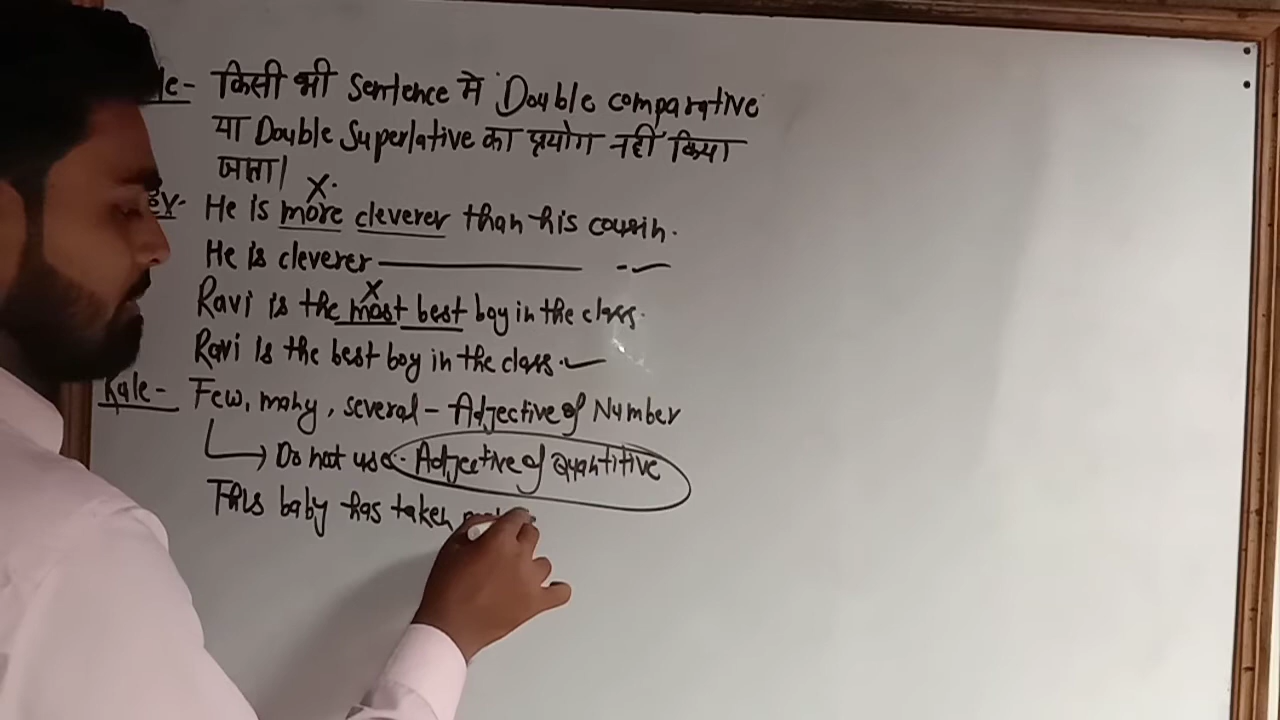 किसी भी Sentence में Double comparative
या Double Superlative का प्रयोग नहीं किया
जाता।
X.
Ex- He is more cleverer than his cousin.
He is cleverer
X
Ravi is the most best boy in the class.
Ravi is the best boy in the class.
Rule- Few, many, several - Adjective of Number
Do not use - Adjective of Quantitive
This baby has taken